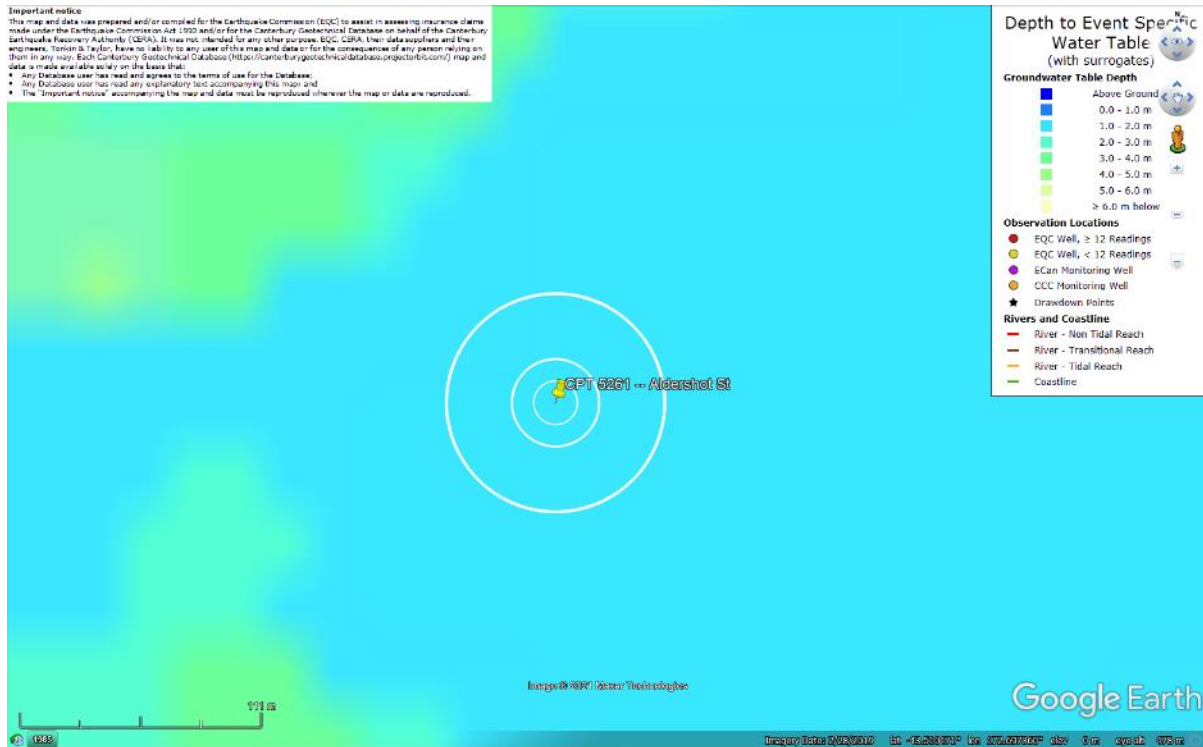 Important notice
This map and data was prepared and/or compiled for the Earthquake Commission (EQC) to assist in assessing insurance claims
made under the Earthquake Commission Act 1993 and/or for the Canterbury Geotechnical Database on behalf of the Canterbury
Earthquake Recovery Authority (CERA). It was not intended for any other purpose. EQC, CERA, their data suppliers and their
engineers, Tonkin & Taylor, have no liability to any user of this map and data or for the consequences of any person relying on
them in any way. Each Canterbury Geotechnical Database (https://canterburygeotechnicaldatabase.projectorbit.com/) map and
data is made available solely on the basis that:
• Any Database user has read and agrees to the terms of use for the Database;
• Any Database user has read any explanatory text accompanying this map; and
• The "Important notice" accompanying the map and data must be reproduced wherever the map or data are reproduced.
Depth to Event Specific
Water Table
(with surrogates)
Groundwater Table Depth
Above Ground
0.0 - 1.0 m
1.0 - 2.0 m
2.0 - 3.0 m
3.0 - 4.0 m
4.0 - 5.0 m
5.0 - 6.0 m
≥ 6.0 m below
Observation Locations
EQC Well, ≥ 12 Readings
EQC Well, < 12 Readings
ECan Monitoring Well
CCC Monitoring Well
Drawdown Points
Rivers and Coastline
River - Non Tidal Reach
River - Transitional Reach
River - Tidal Reach
Coastline
N
CPT 5261 -- Aldershot St
Image © 2021 Maxar Technologies
111 m
Google Earth
1985
elev 0 m eye alt 478 m